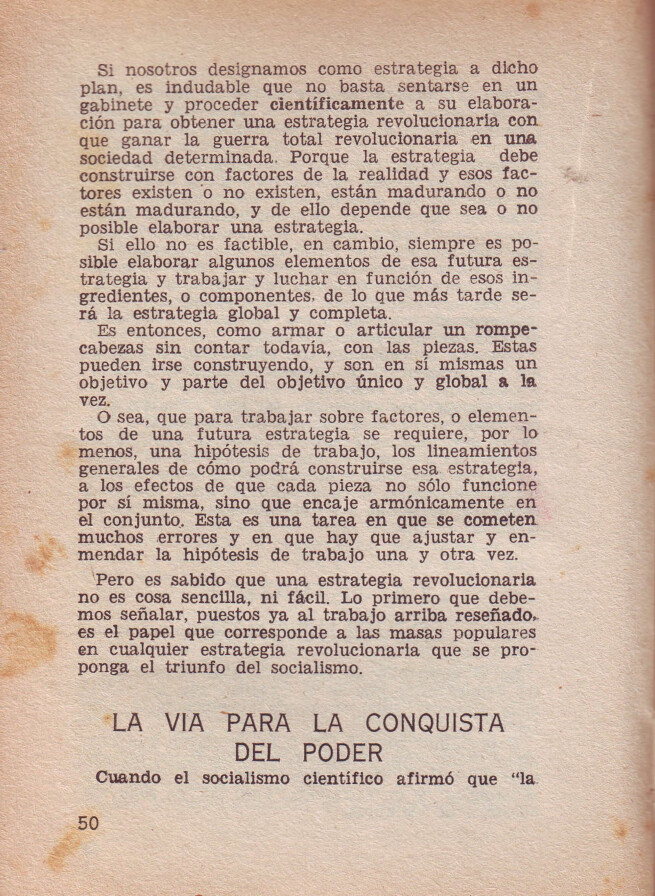 Si nosotros designamos como estrategia a dicho
plan, es indudable que no basta sentarse en un
gabinete y proceder científicamente a su elabora-
ción para obtener una estrategia revolucionaria con
que ganar la guerra total revolucionaria en una
sociedad determinada. Porque la estrategia debe
construirse con factores de la realidad y esos fac-
tores existen o no existen, están madurando o no
están madurando, y de ello depende que sea o no
posible elaborar una estrategia.
Si ello no es factible, en cambio, siempre es po-
sible elaborar algunos elementos de esa futura es-
trategia y trabajar y luchar en función de esos in-
gredientes, o componentes. de lo que más tarde se-
rá la estrategia global y completa.
Es entonces, como armar o articular un rompe-
cabezas sin contar todavía, con las piezas. Estas
pueden irse construyendo, y son en sí mismas un
objetivo y parte del objetivo único y global a la
vez.
O sea, que para trabajar sobre factores, o elemen-
tos de una futura estrategia se requiere, por lo
menos, una hipótesis de trabajo, los lineamientos
generales de cómo podrá construirse esa estrategia,
a los efectos de que cada pieza no sólo funcione
por sí misma, sino que encaje armónicamente en
el conjunto. Esta es una tarea en que se cometen
muchos errores y en que hay que ajustar y en-
mendar la hipótesis de trabajo una y otra vez.
Pero es sabido que una estrategia revolucionaria
no es cosa sencilla, ni fácil. Lo primero que debe-
mos señalar, puestos ya al trabajo arriba reseñado,
es el papel que corresponde a las masas populares
en cualquier estrategia revolucionaria que se pro-
ponga el triunfo del socialismo.
LA VIA PARA LA CONQUISTA
DEL PODER
Cuando el socialismo científico afirmó que "la
50